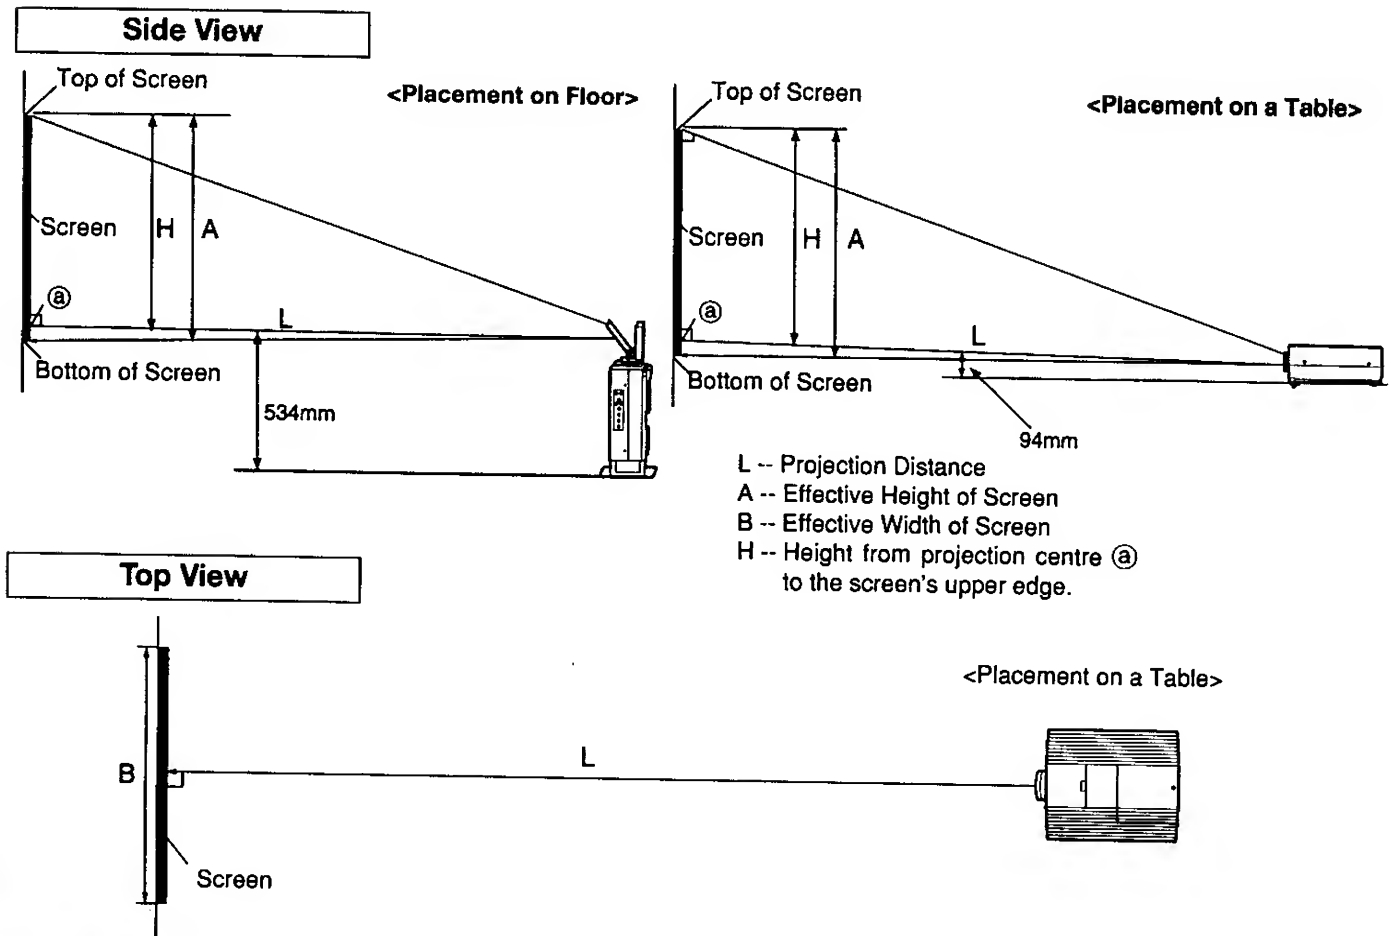 Side View
Top of Screen
<Placement on Floor>
Screen
H
A
ⓐ
L
Bottom of Screen
534mm
Top of Screen
<Placement on a Table>
Screen
H
A
ⓐ
L
Bottom of Screen
94mm
L -- Projection Distance
A -- Effective Height of Screen
B -- Effective Width of Screen
H -- Height from projection centre ⓐ
to the screen's upper edge.
Top View
<Placement on a Table>
B
L
Screen